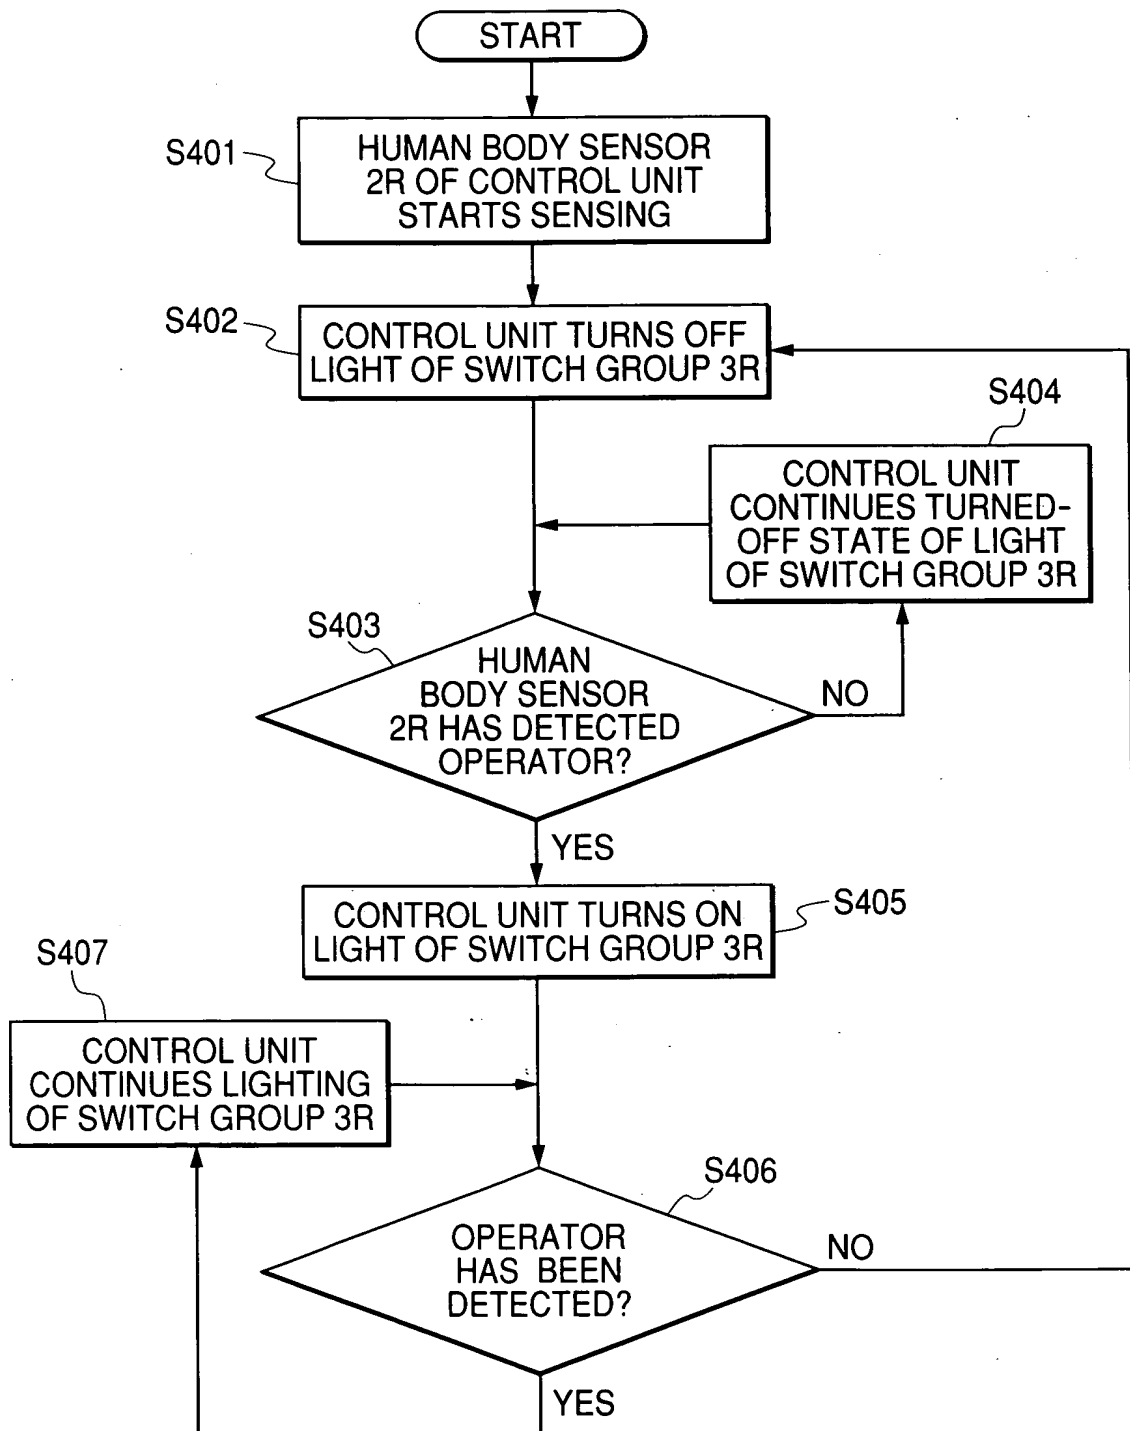 START
S401
HUMAN BODY SENSOR
2R OF CONTROL UNIT
STARTS SENSING
S402
CONTROL UNIT TURNS OFF
LIGHT OF SWITCH GROUP 3R
S404
CONTROL UNIT
CONTINUES TURNED-
OFF STATE OF LIGHT
OF SWITCH GROUP 3R
S403
HUMAN
BODY SENSOR
2R HAS DETECTED
OPERATOR?
NO
YES
CONTROL UNIT TURNS ON
LIGHT OF SWITCH GROUP 3R
S405
S407
CONTROL UNIT
CONTINUES LIGHTING
OF SWITCH GROUP 3R
S406
OPERATOR
HAS BEEN
DETECTED?
NO
YES